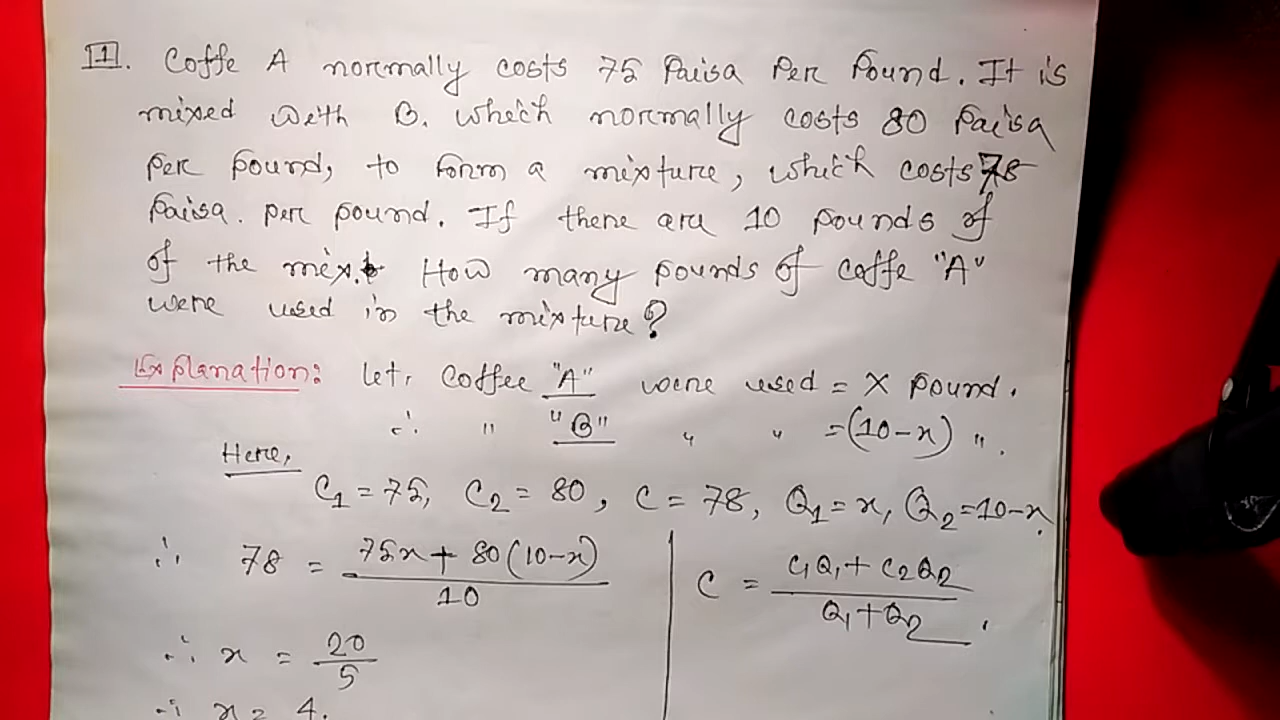 1. Coffe A normally costs 75 Paisa Per Pound. It is
mixed with B. which normally costs 80 Paisa
Per pound, to form a mixture, which costs 78
Paisa. per pound. If there are 10 pounds of
of the mix. How many pounds of coffe "A"
were used in the mixture?
Explanation: Let, Coffee "A" were used = x pound.
∴ " "B" " " =(10-x) ".
Here,
C₁ = 75, C₂ = 80, C = 78, Q₁ = x, Q₂ = 10-x.
∴ 78 = (75x + 80(10-x))/10
C = (C₁Q₁ + C₂Q₂)/(Q₁+Q₂).
∴ x = 20/5
∴ x = 4.